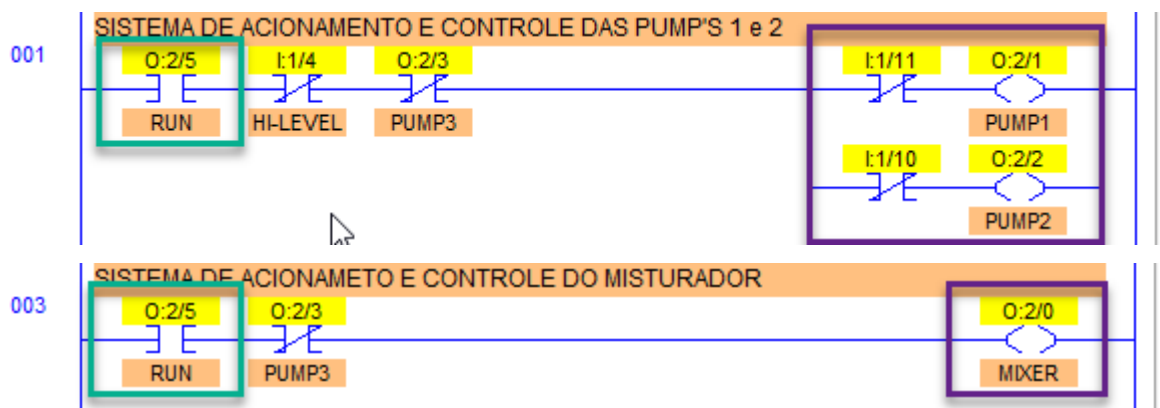 SISTEMA DE ACIONAMENTO E CONTROLE DAS PUMP'S 1 e 2
001
O:2/5 I:1/4 O:2/3 I:1/11 O:2/1
RUN HI-LEVEL PUMP3 PUMP1
I:1/10 O:2/2
PUMP2
SISTEMA DE ACIONAMETO E CONTROLE DO MISTURADOR
003
O:2/5 O:2/3 O:2/0
RUN PUMP3 MIXER